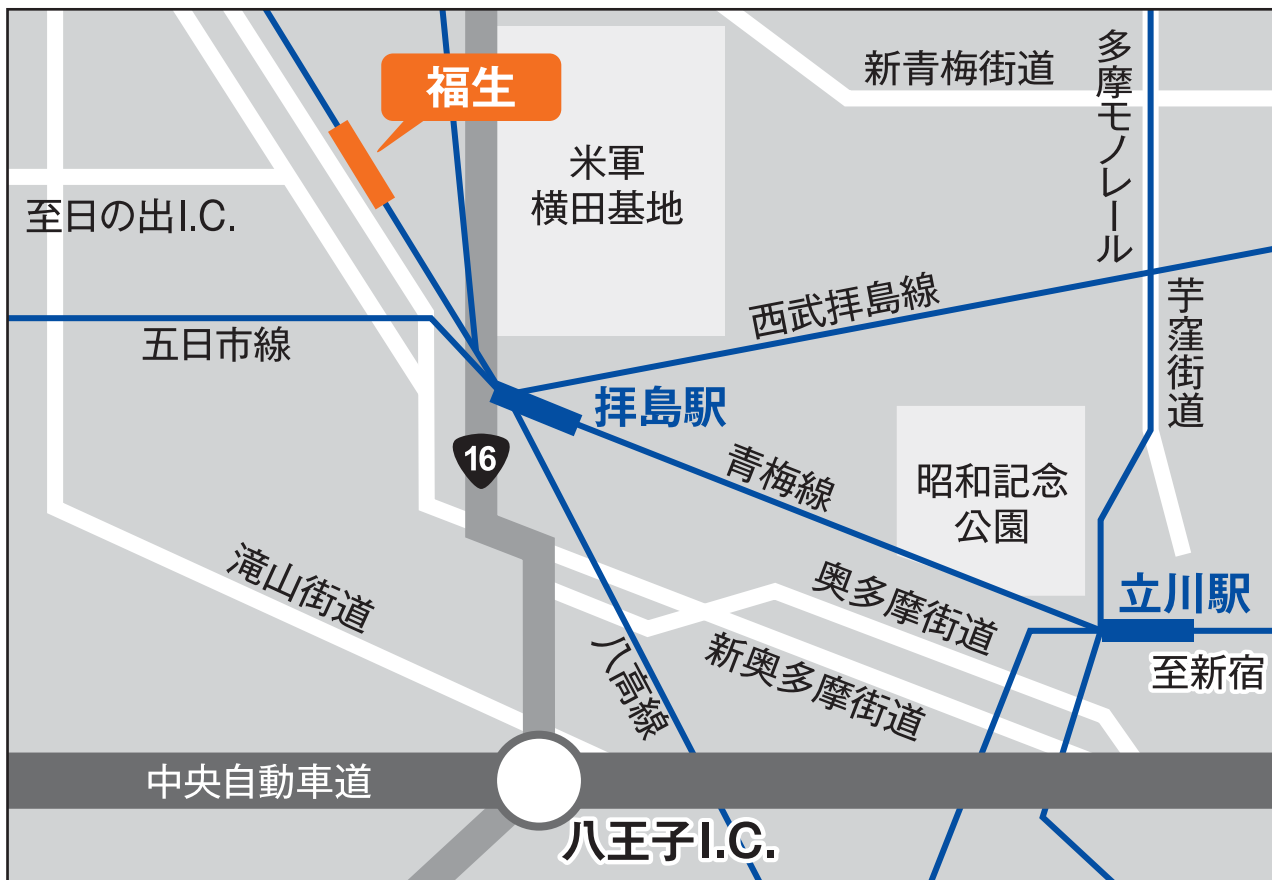 新青梅街道
多摩モノレール
福生
米軍
横田基地
至日の出I.C.
西武拝島線
芋窪街道
五日市線
拝島駅
16
青梅線
昭和記念
公園
滝山街道
奥多摩街道
立川駅
新奥多摩街道
八高線
至新宿
中央自動車道
八王子I.C.